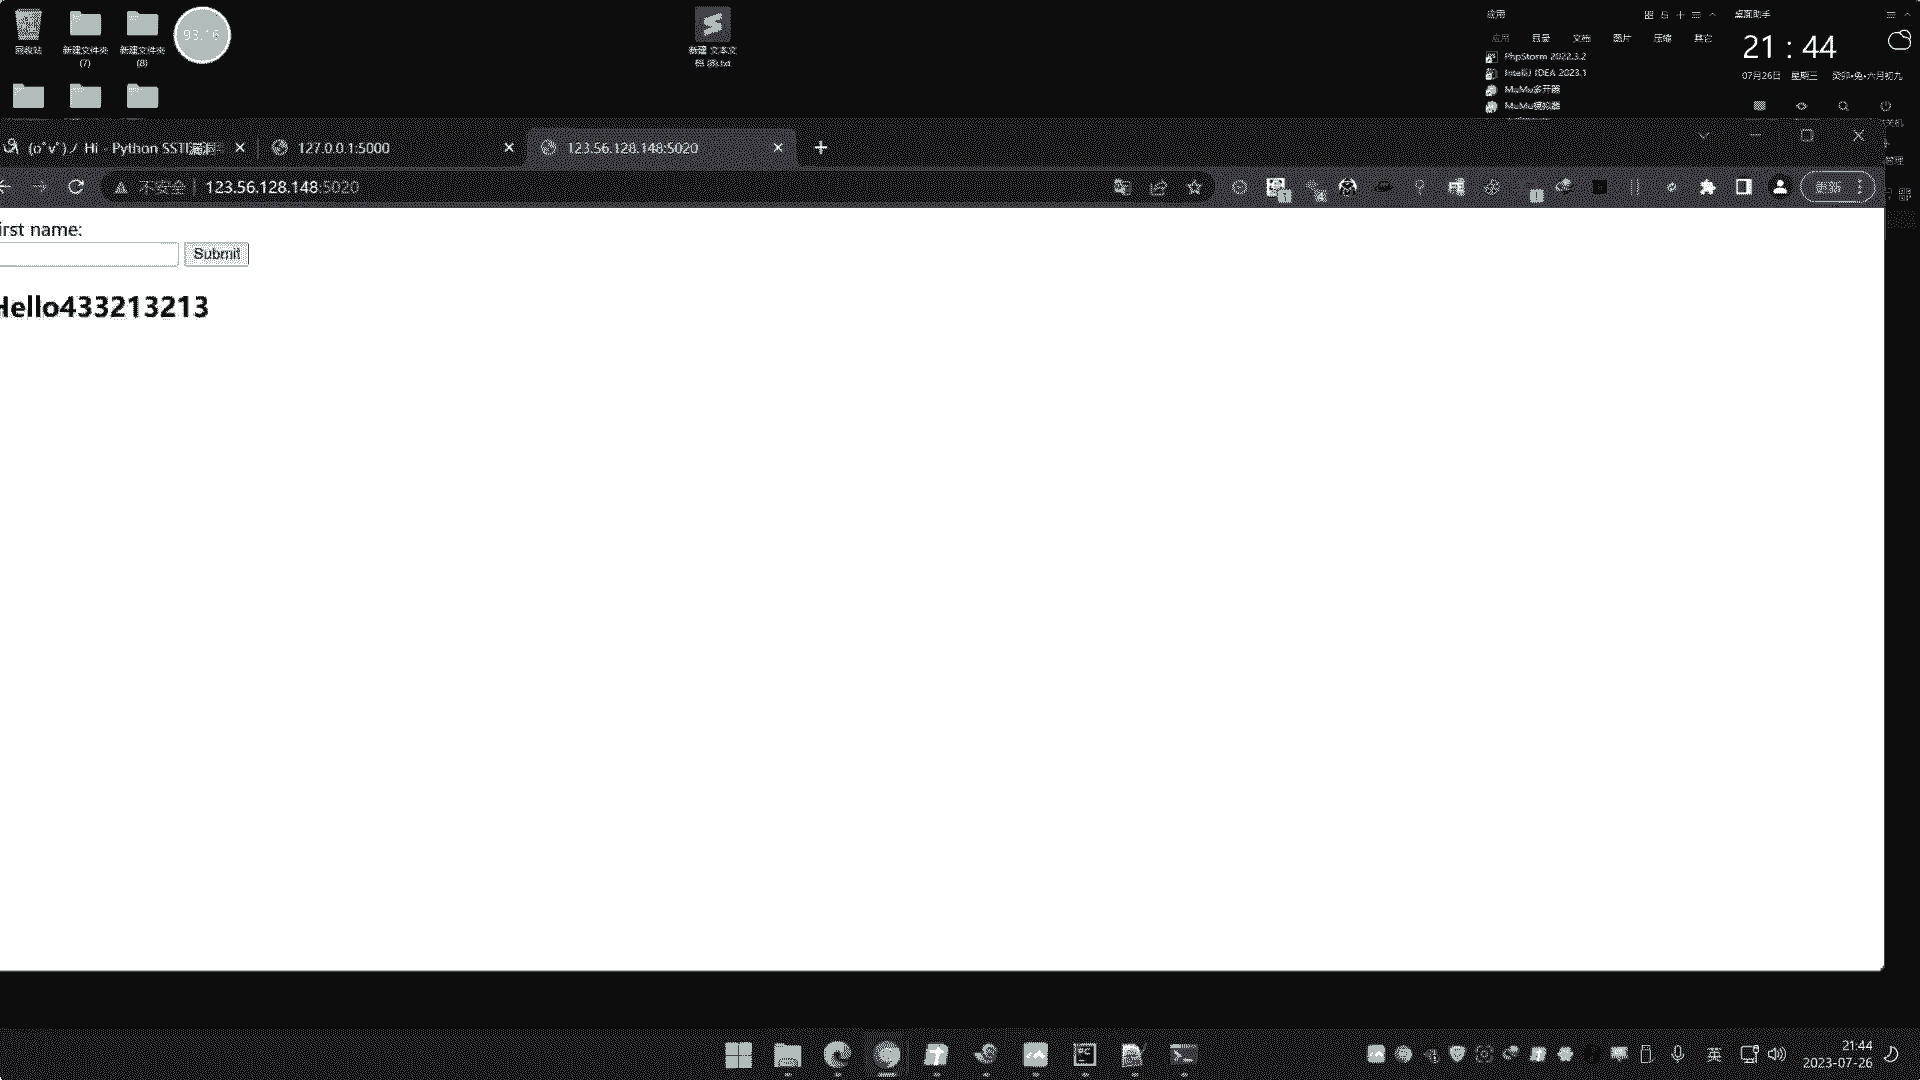 93.16
回收站
新建文件夹
(7)
新建文件夹
(8)
新建 文本文
应用
应用
目录
文档
图片
压缩
其它
PhpStorm 2022.3.2
IntelliJ IDEA 2023.1
MuMu多开器
MuMu模拟器
桌面助手
21 : 44
07月26日 星期三 癸卯•兔•六月初九
Hi - Python SSTI漏洞
127.0.0.1:5000
123.56.128.148:5020
不安全
123.56.128.148:5020
更新
irst name:
Submit
Hello433213213
英
21:44
2023-07-26